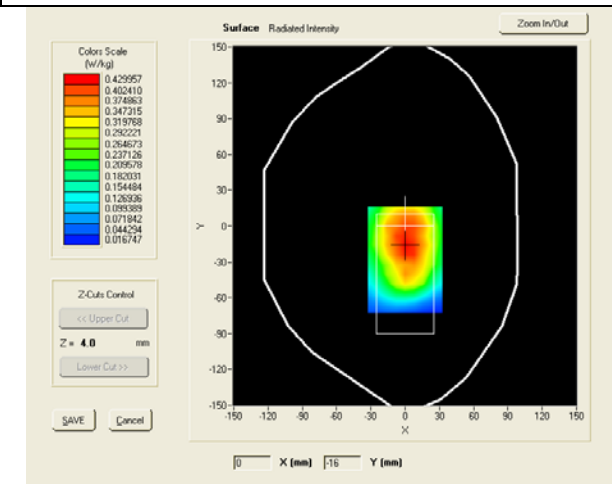 Surface Radiated Intensity
Zoom In/Out
Colors Scale
(W/kg)
0.429957
0.402410
0.374863
0.347315
0.319768
0.292221
0.264673
0.237126
0.209578
0.182031
0.154484
0.126936
0.099389
0.071842
0.044294
0.016747
Z-Cuts Control
<< Upper Cut
Z = 4.0 mm
Lower Cut >>
SAVE Cancel
150
120
90
60
30
0
-30
-60
-90
-120
-150
Y
-150 -120 -90 -60 -30 0 30 60 90 120 150
X
0 X (mm) -16 Y (mm)